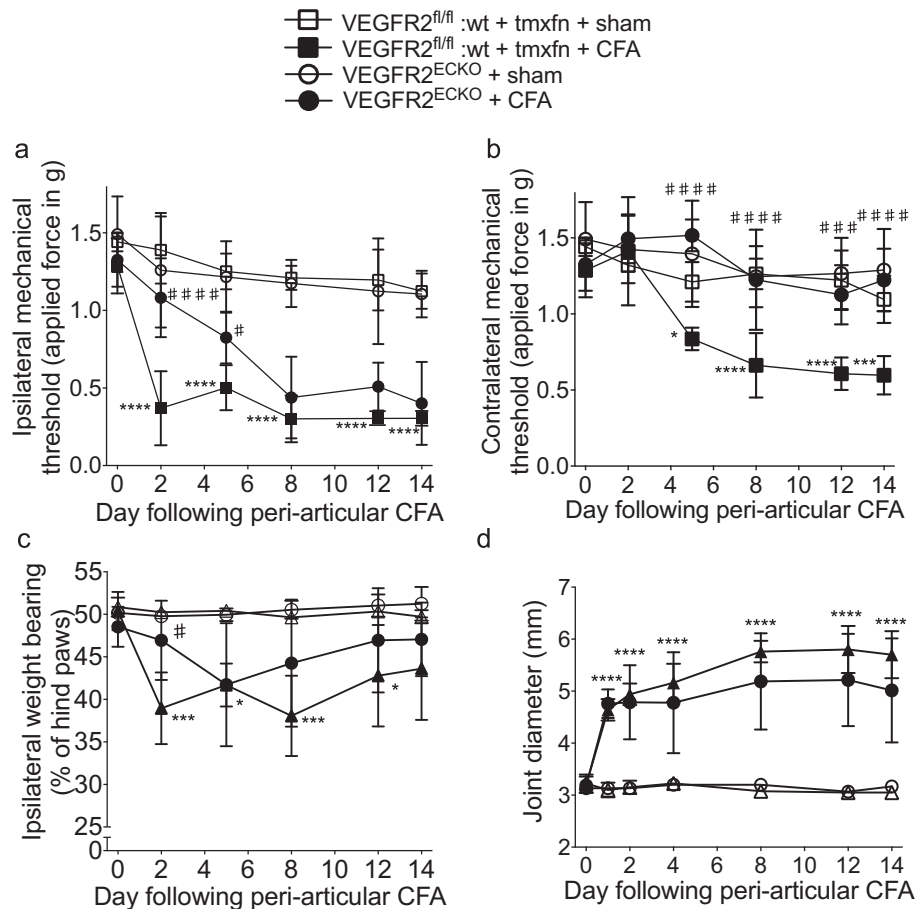 VEGFR2fl/fl :wt + tmxfn + sham
VEGFR2fl/fl :wt + tmxfn + CFA
VEGFR2ECKO + sham
VEGFR2ECKO + CFA
a
Ipsilateral mechanical
threshold (applied force in g)
1.5
1.0
0.5
0.0
♯♯♯♯
♯
****
****
****
****
****
0 2 4 6 8 10 12 14
Day following peri-articular CFA
b
Contralateral mechanical
threshold (applied force in g)
1.5
1.0
0.5
0.0
♯♯♯♯
♯♯♯♯
♯♯♯
♯♯♯♯
*
****
****
***
0 2 4 6 8 10 12 14
Day following peri-articular CFA
c
Ipsilateral weight bearing
(% of hind paws)
55
50
45
40
35
30
25
0
♯
***
*
***
*
0 2 4 6 8 10 12 14
Day following peri-articular CFA
d
Joint diameter (mm)
7
6
5
4
3
2
****
****
****
****
****
****
0 2 4 6 8 10 12 14
Day following peri-articular CFA